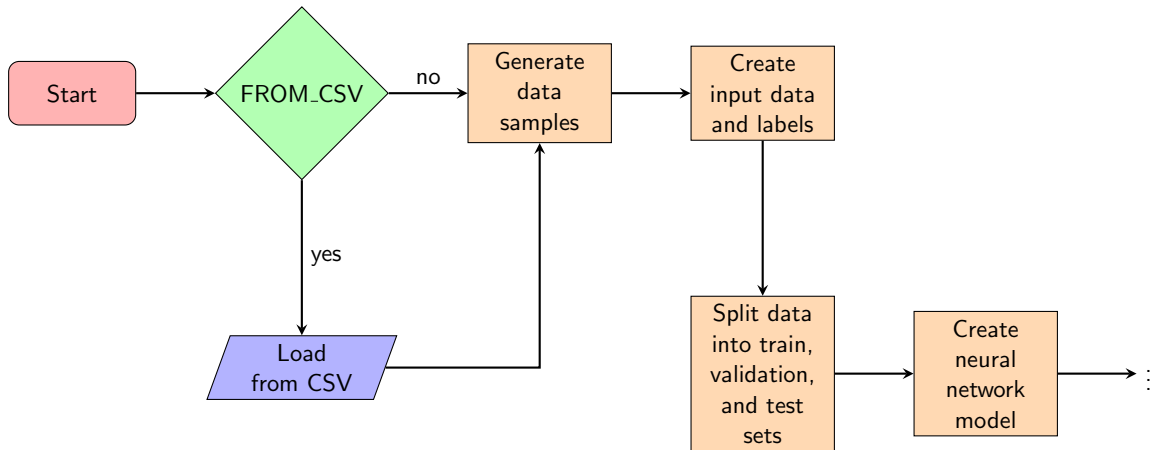 Start
FROM_CSV
no
Generate
data
samples
Create
input data
and labels
yes
Load
from CSV
Split data
into train,
validation,
and test
sets
Create
neural
network
model
⋮